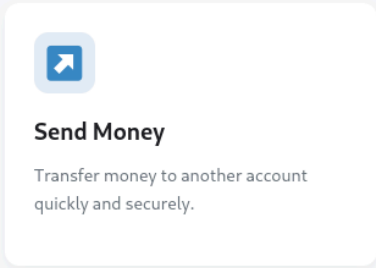 Send Money
Transfer money to another account
quickly and securely.